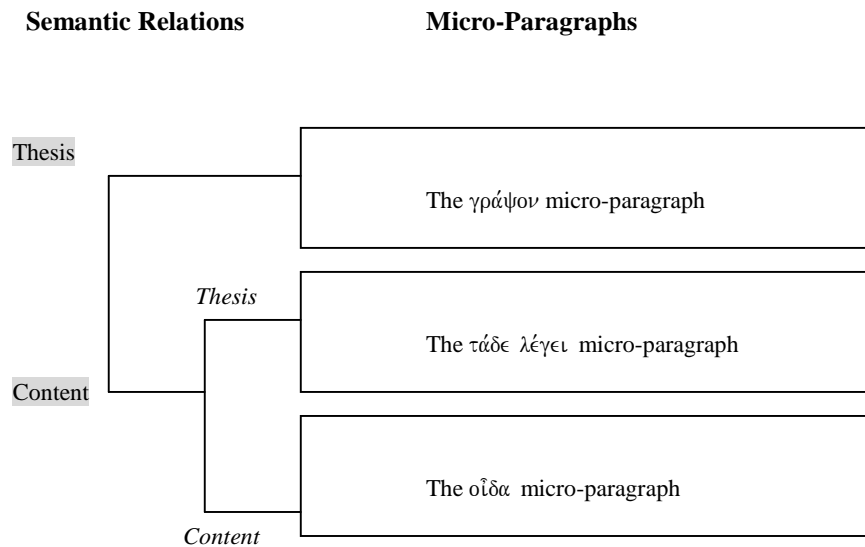 Semantic Relations Micro-Paragraphs
Thesis
The γράψον micro-paragraph
Thesis
The τάδε λέγει micro-paragraph
Content
The οἶδα micro-paragraph
Content